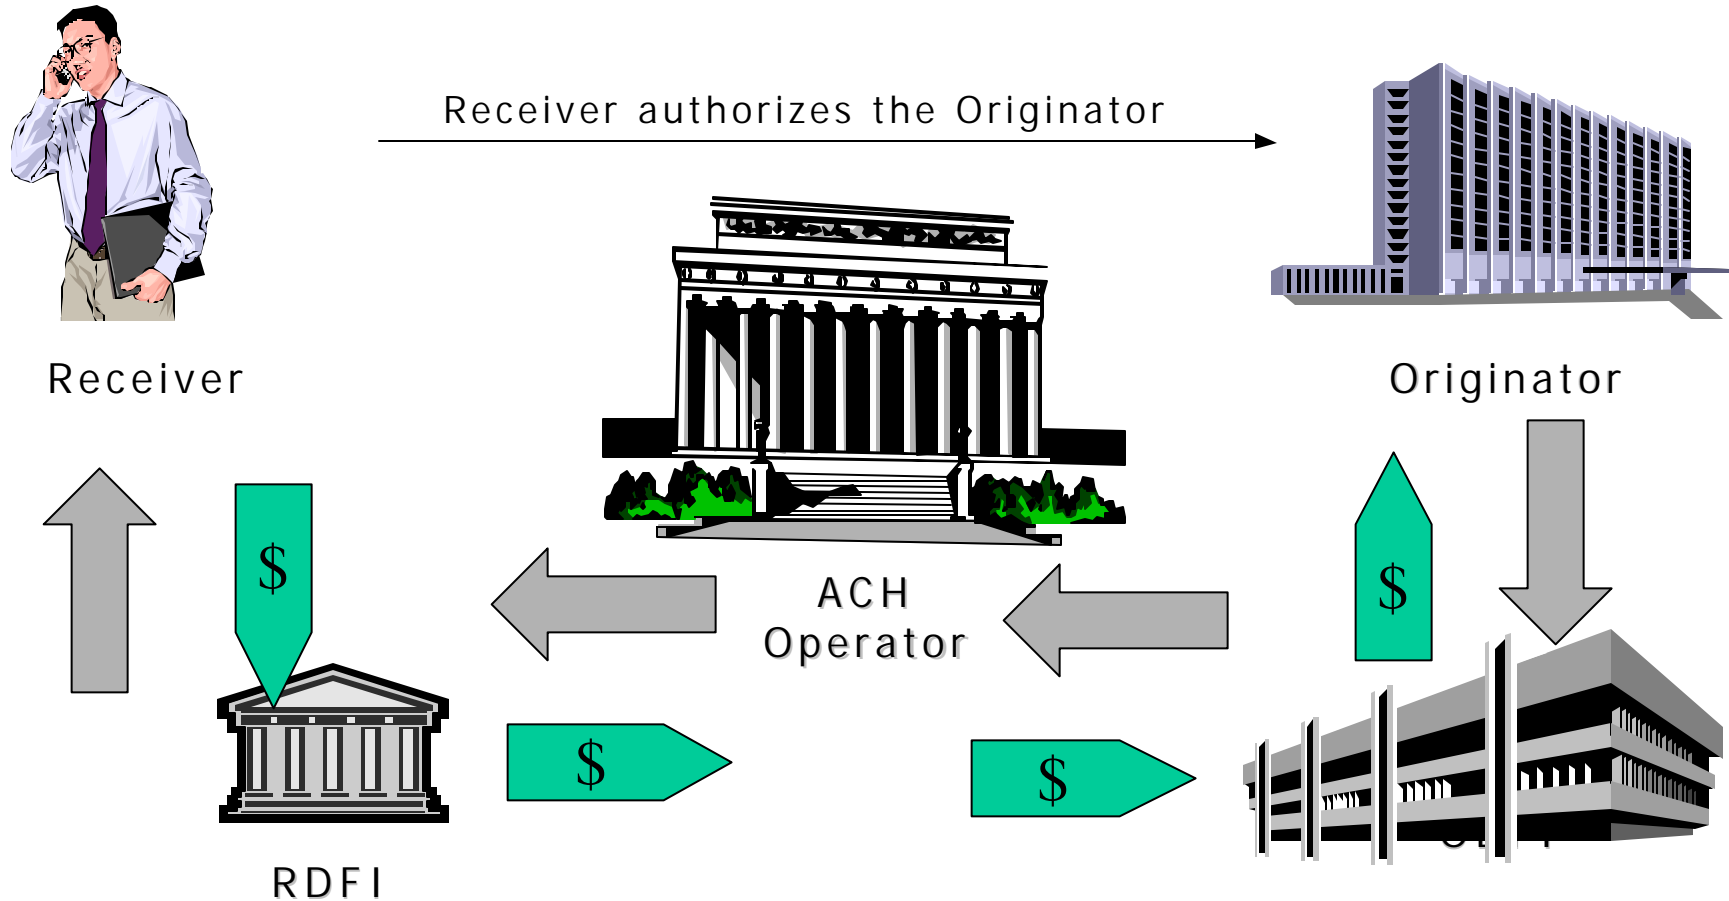 Receiver authorizes the Originator
Receiver
Originator
$
$
ACH
Operator
$
$
RDFI